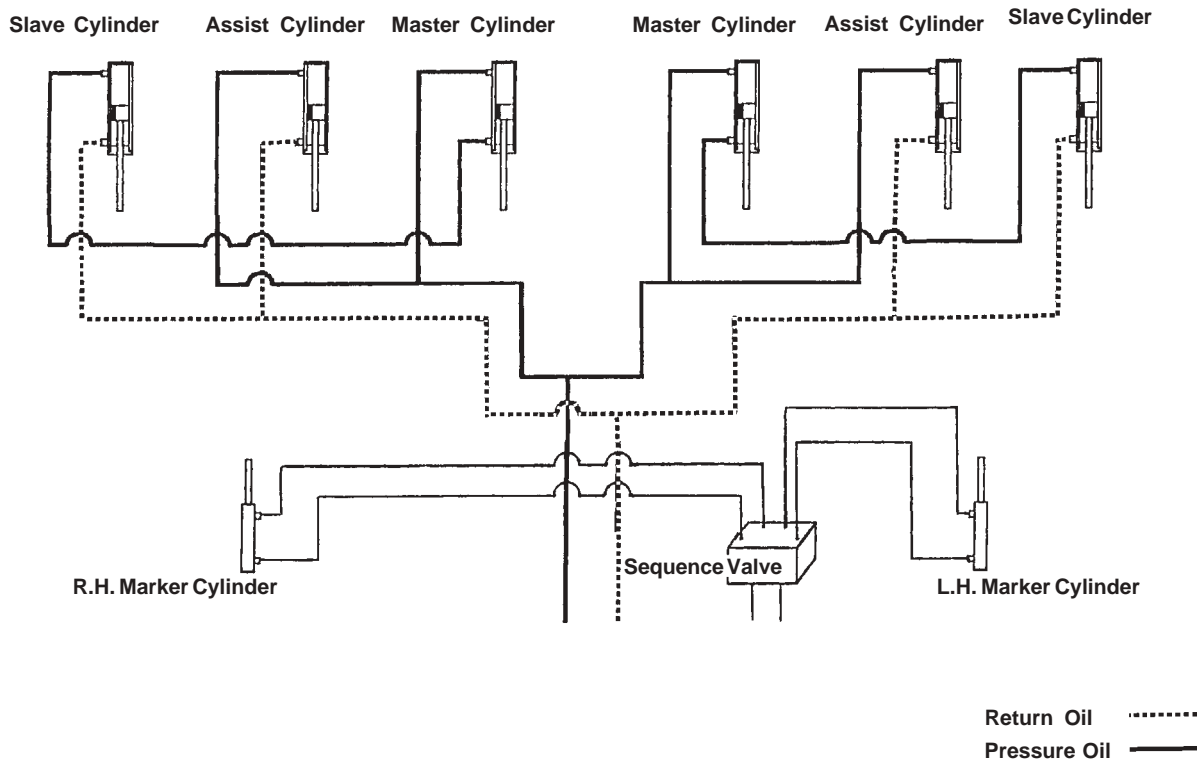 Slave Cylinder Assist Cylinder Master Cylinder Master Cylinder Assist Cylinder Slave Cylinder
Sequence Valve
R.H. Marker Cylinder L.H. Marker Cylinder
Return Oil
Pressure Oil